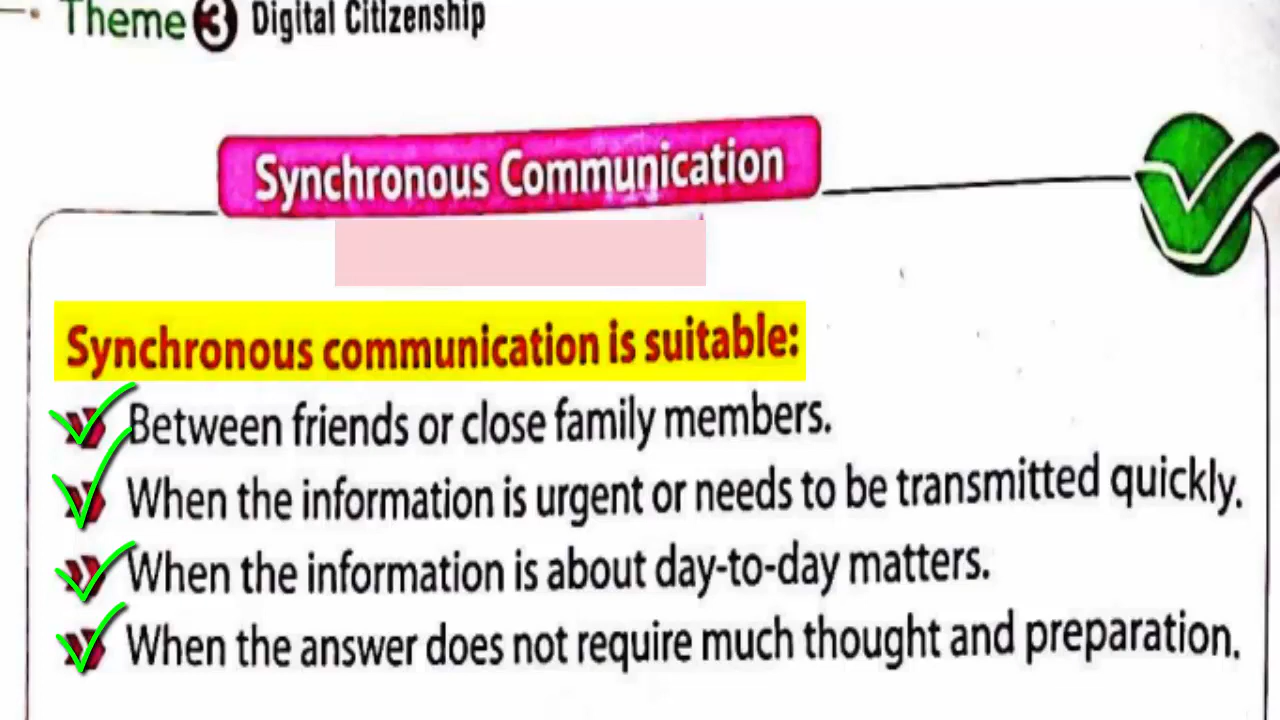 Theme 3 Digital Citizenship
Synchronous Communication
Synchronous communication is suitable:
Between friends or close family members.
When the information is urgent or needs to be transmitted quickly.
When the information is about day-to-day matters.
When the answer does not require much thought and preparation.